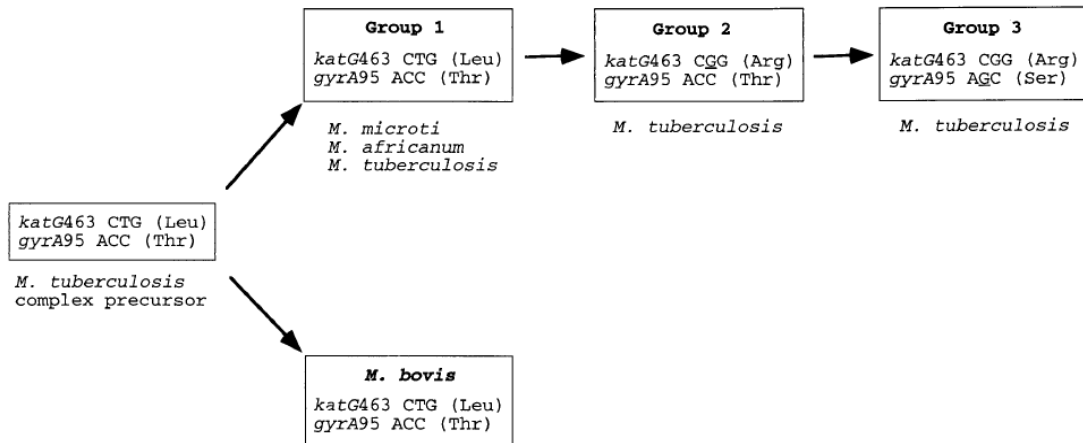 Group 1
katG463 CTG (Leu)
gyrA95 ACC (Thr)
M. microti
M. africanum
M. tuberculosis
Group 2
katG463 CGG (Arg)
gyrA95 ACC (Thr)
M. tuberculosis
Group 3
katG463 CGG (Arg)
gyrA95 AGC (Ser)
M. tuberculosis
katG463 CTG (Leu)
gyrA95 ACC (Thr)
M. tuberculosis
complex precursor
M. bovis
katG463 CTG (Leu)
gyrA95 ACC (Thr)